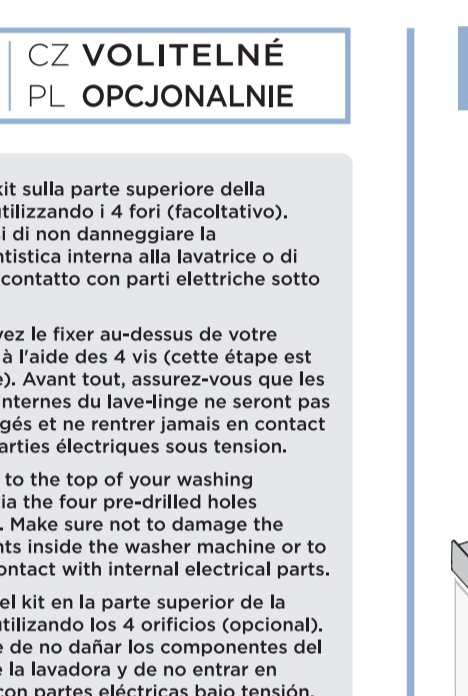 CZ VOLITELNÉ
PL OPCJONALNIE
kit sulla parte superiore della
utilizzando i 4 fori (facoltativo).
si di non danneggiare la
ntistica interna alla lavatrice o di
contatto con parti elettriche sotto
vez le fixer au-dessus de votre
à l'aide des 4 vis (cette étape est
e). Avant tout, assurez-vous que les
internes du lave-linge ne seront pas
gés et ne rentrer jamais en contact
arties électriques sous tension.
to the top of your washing
via the four pre-drilled holes
. Make sure not to damage the
nts inside the washer machine or to
ontact with internal electrical parts.
el kit en la parte superior de la
utilizando los 4 orificios (opcional).
e de no dañar los componentes del
e la lavadora y de no entrar en
con partes eléctricas bajo tensión.